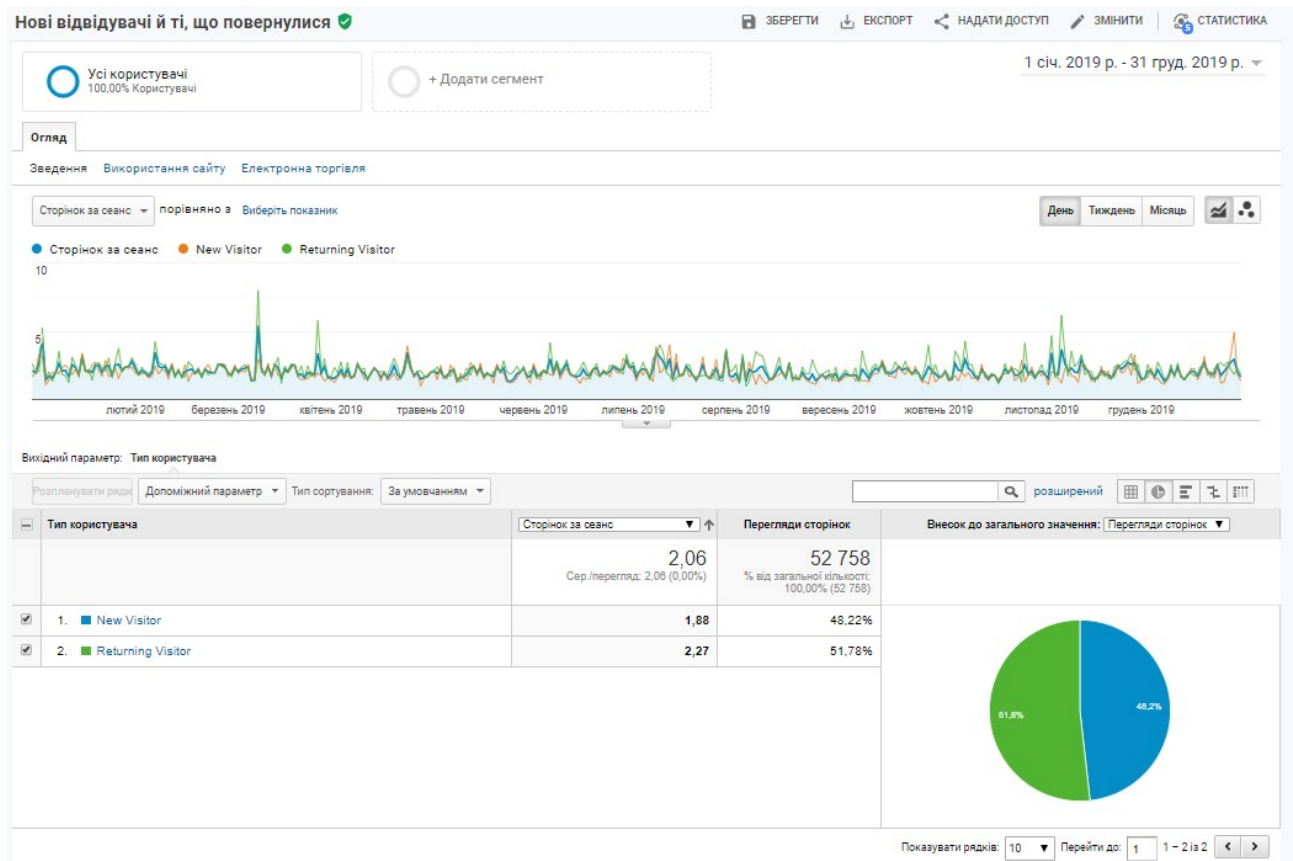 Нові відвідувачі й ті, що повернулися
ЗБЕРЕГТИ ЕКСПОРТ НАДАТИ ДОСТУП ЗМІНИТИ СТАТИСТИКА
5
1 січ. 2019 р. - 31 груд. 2019 р.
Усі користувачі
100,00% Користувачі
+ Додати сегмент
Огляд
Зведення Використання сайту Електронна торгівля
Сторінок за сеанс порівняно з Виберіть показник
День Тиждень Місяць
Сторінок за сеанс New Visitor Returning Visitor
10
5
лютий 2019 березень 2019 квітень 2019 травень 2019 червень 2019 липень 2019 серпень 2019 вересень 2019 жовтень 2019 листопад 2019 грудень 2019
Вихідний параметр: Тип користувача
Розпланувати ряди Допоміжний параметр Тип сортування: За умовчанням розширений
Тип користувача Сторінок за сеанс Перегляди сторінок Внесок до загального значення: Перегляди сторінок
2,06 52 758
Сер./перегляд: 2,06 (0,00%) % від загальної кількості:
100,00% (52 758)
1. New Visitor 1,88 48,22%
2. Returning Visitor 2,27 51,78%
51,8% 48,2%
Показувати рядків: 10 Перейти до: 1 1 – 2 із 2